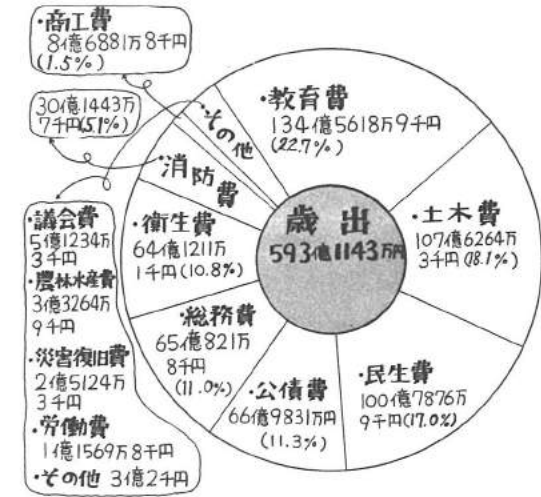 ・商工費
8億6881万8千円
(1.5%)
30億1443万
7千円(5.1%)
・その他
・消防費
・教育費
134億5618万9千円
(22.7%)
・土木費
107億6264万
3千円(18.1%)
・民生費
100億7876万
9千円(17.0%)
・公債費
66億9831万円
(11.3%)
・総務費
65億821万
8千円
(11.0%)
・衛生費
64億1211万
1千円(10.8%)
歳出
593億1143万円
・議会費
5億1234万
3千円
・農林水産費
3億3264万
9千円
・災害復旧費
2億5124万
3千円
・労働費
1億1569万8千円
・その他 3億2千円